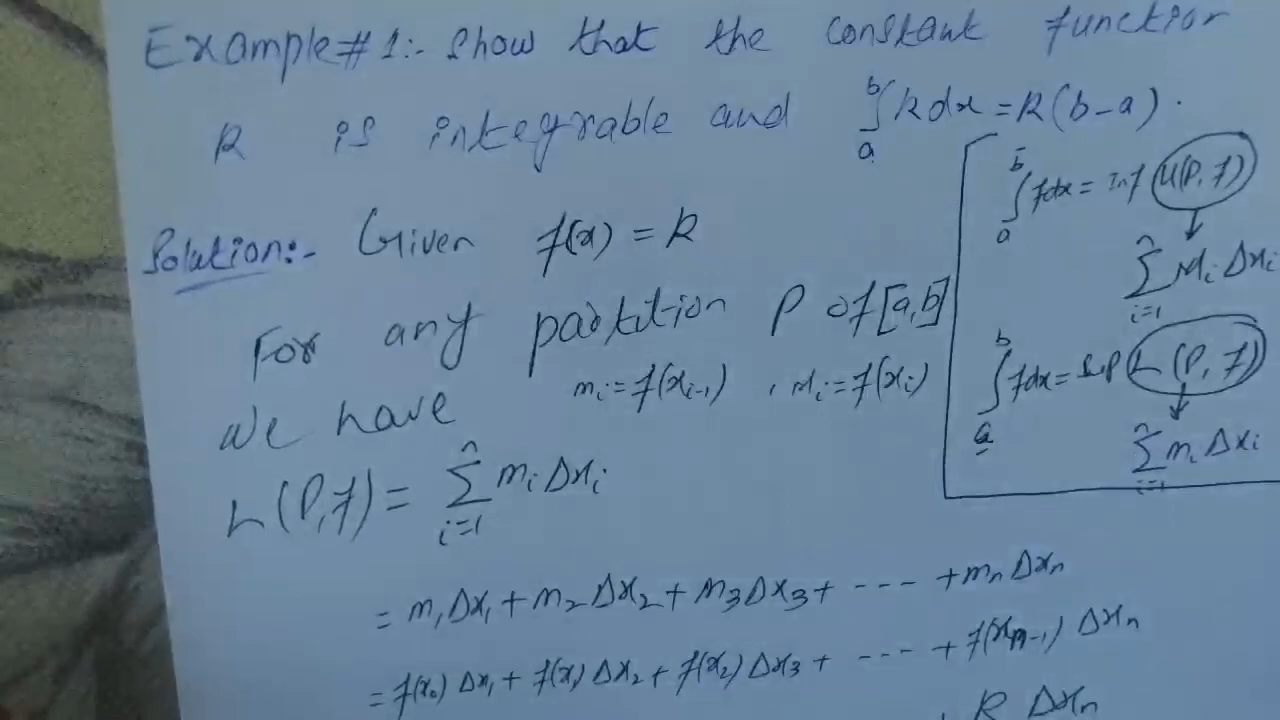 Example#1:- Show that the constant function
k is integrable and ∫_a^b k dx = k(b-a).
Solution:- Given f(x) = k
For any partition P of [a,b]
we have m_i = f(x_{i-1}) , M_i = f(x_i)
L(P,f) = Σ_{i=1}^n m_i Δx_i
= m_1 Δx_1 + m_2 Δx_2 + m_3 Δx_3 + ---- + m_n Δx_n
= f(x_0) Δx_1 + f(x_1) Δx_2 + f(x_2) Δx_3 + ---- + f(x_{n-1}) Δx_n
k Δx_n
∫_a^b̄ f dx = Inf U(P,f)
↓
Σ_{i=1}^n M_i Δx_i
∫_a̲^b f dx = Sup L(P,f)
↓
Σ_{i=1}^n m_i Δx_i